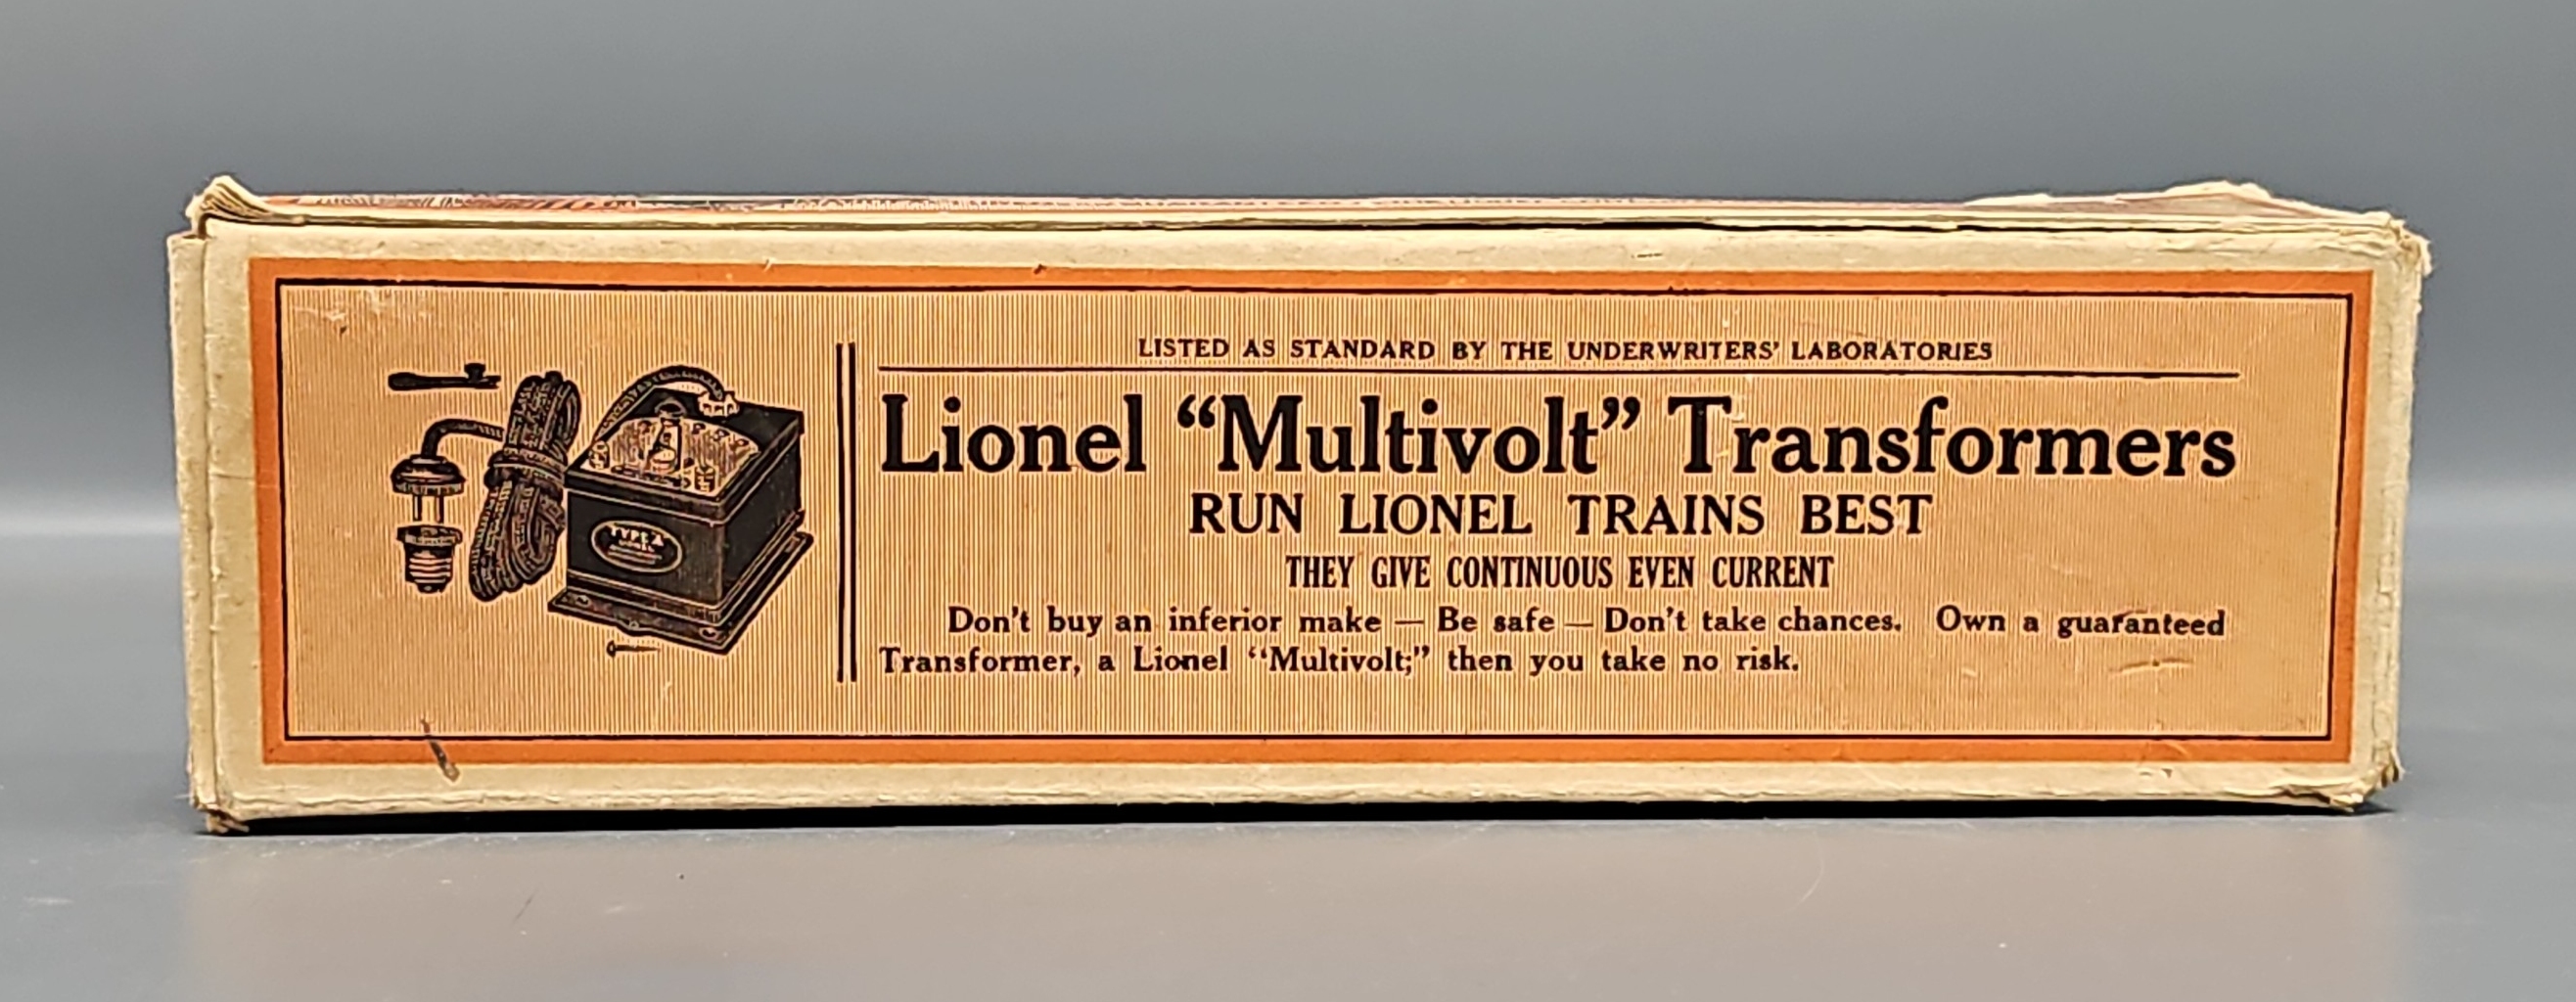 LISTED AS STANDARD BY THE UNDERWRITERS' LABORATORIES
Lionel “Multivolt” Transformers
RUN LIONEL TRAINS BEST
THEY GIVE CONTINUOUS EVEN CURRENT
Don't buy an inferior make — Be safe — Don't take chances. Own a guaranteed
Transformer, a Lionel “Multivolt;” then you take no risk.
TYPE A
LIONEL